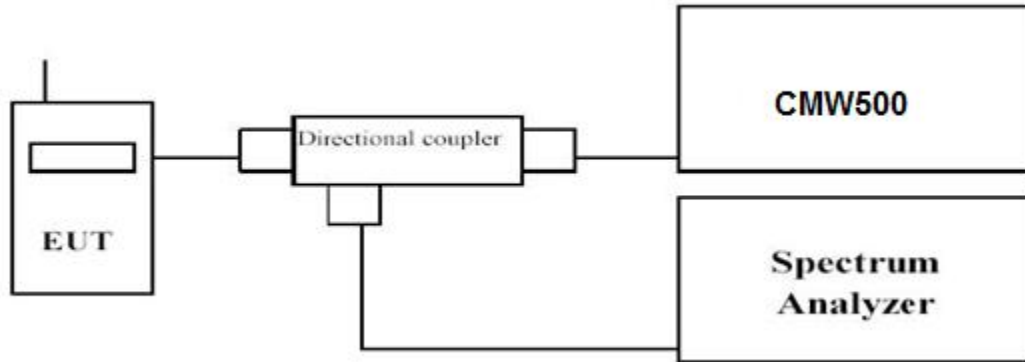 CMW500
Directional coupler
EUT
Spectrum
Analyzer